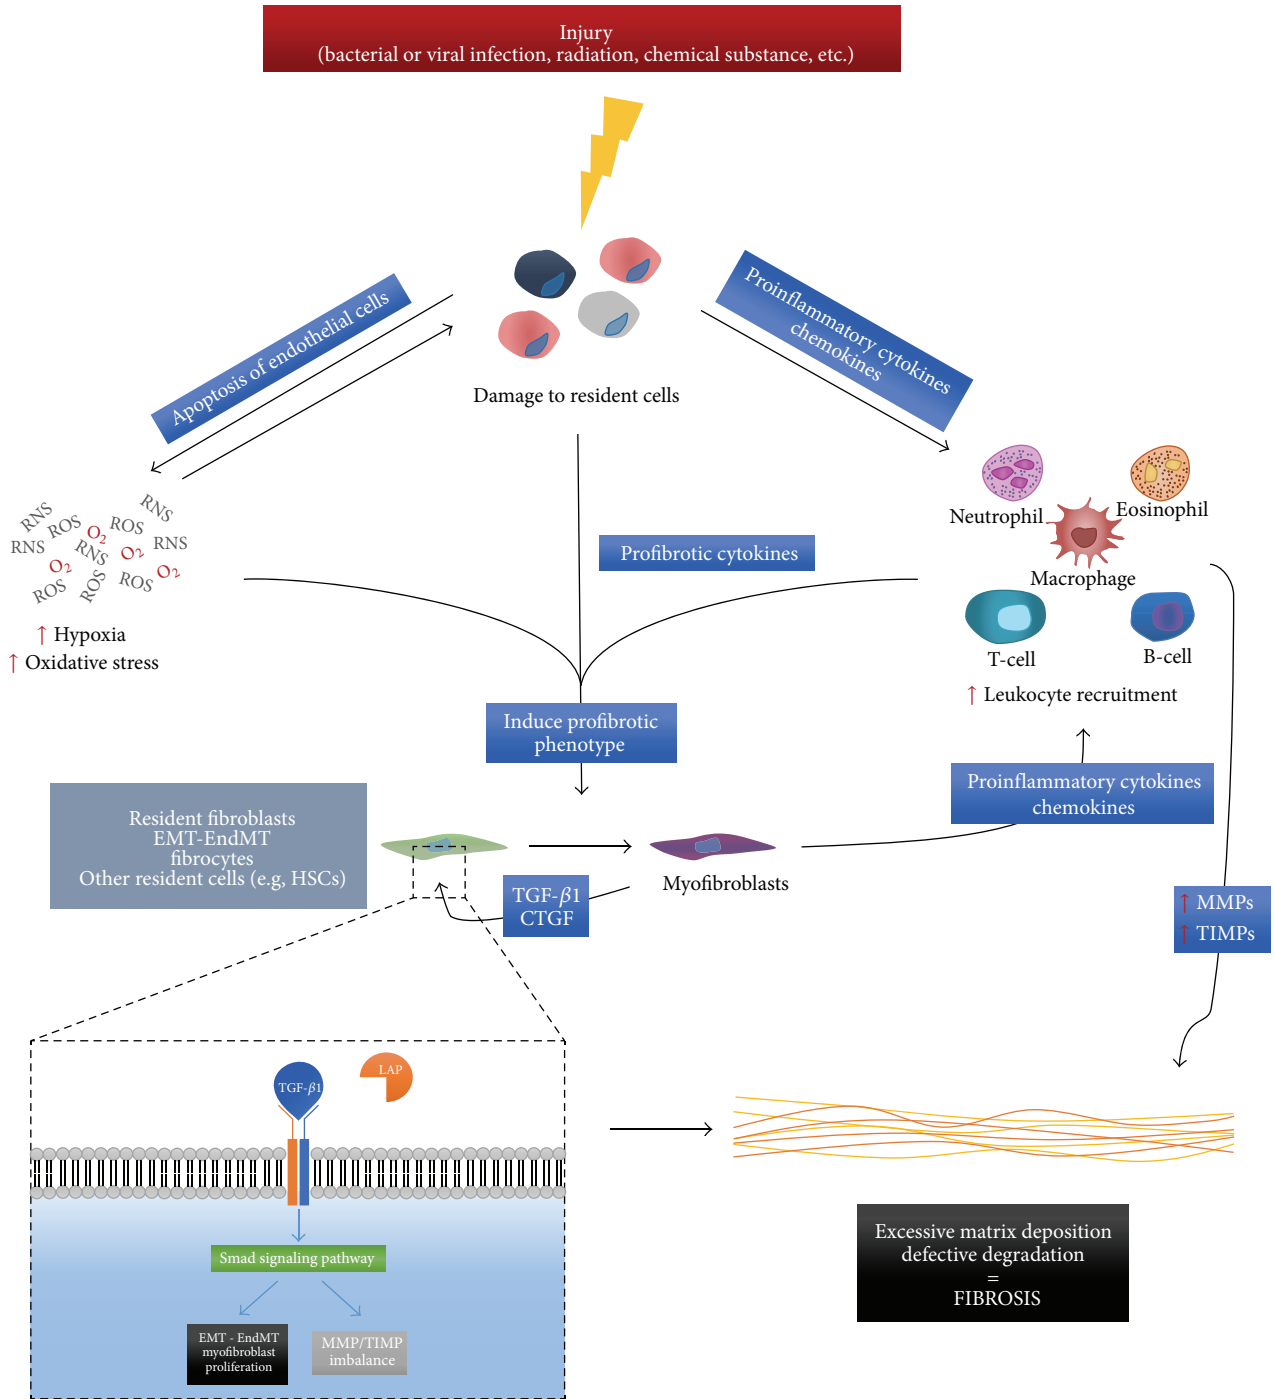 Injury
(bacterial or viral infection, radiation, chemical substance, etc.)
Apoptosis of endothelial cells
Proinflammatory cytokines
chemokines
Damage to resident cells
RNS
RNS
ROS
O2
ROS
RNS
RNS
O2
RNS
O2
ROS
ROS
ROS
O2
↑ Hypoxia
↑ Oxidative stress
Profibrotic cytokines
Neutrophil
Eosinophil
Macrophage
T-cell
B-cell
↑ Leukocyte recruitment
Induce profibrotic
phenotype
Proinflammatory cytokines
chemokines
Resident fibroblasts
EMT-EndMT
fibrocytes
Other resident cells (e.g, HSCs)
Myofibroblasts
TGF-β1
CTGF
↑ MMPs
↑ TIMPs
TGF-β1
LAP
Smad signaling pathway
EMT - EndMT
myofibroblast
proliferation
MMP/TIMP
imbalance
Excessive matrix deposition
defective degradation
=
FIBROSIS